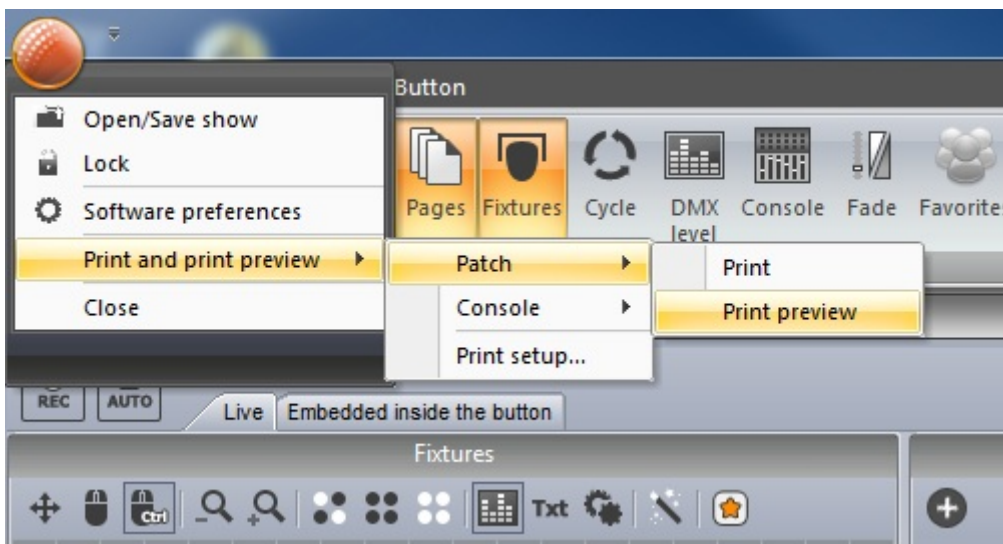 Button
Open/Save show
Lock
Software preferences
Print and print preview
Close
Pages Fixtures Cycle DMX level Console Fade Favorite
Patch
Console
Print setup...
Print
Print preview
REC AUTO Live Embedded inside the button
Fixtures
Ctrl Txt